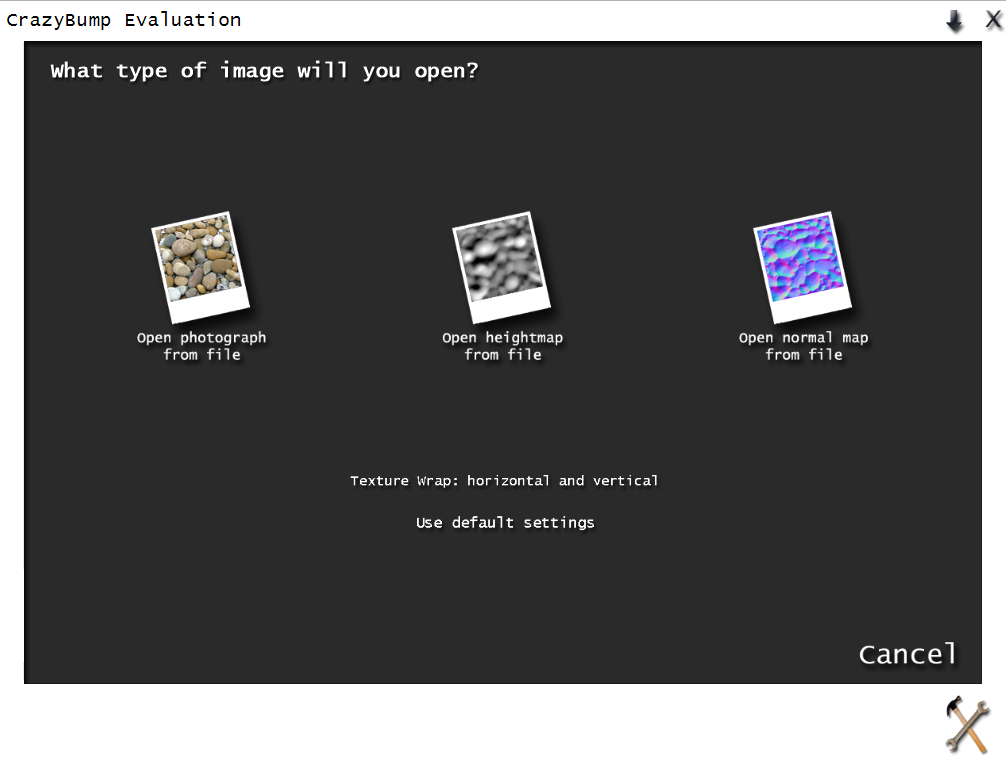 CrazyBump Evaluation
X
What type of image will you open?
Open photograph
from file
Open heightmap
from file
Open normal map
from file
Texture Wrap: horizontal and vertical
Use default settings
Cancel